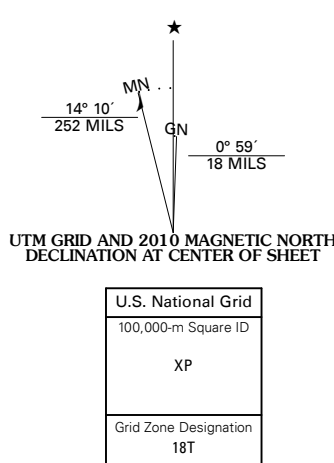 ★
MN
GN
14° 10´
252 MILS
0° 59´
18 MILS
UTM GRID AND 2010 MAGNETIC NORTH
DECLINATION AT CENTER OF SHEET
U.S. National Grid
100,000-m Square ID
XP
Grid Zone Designation
18T